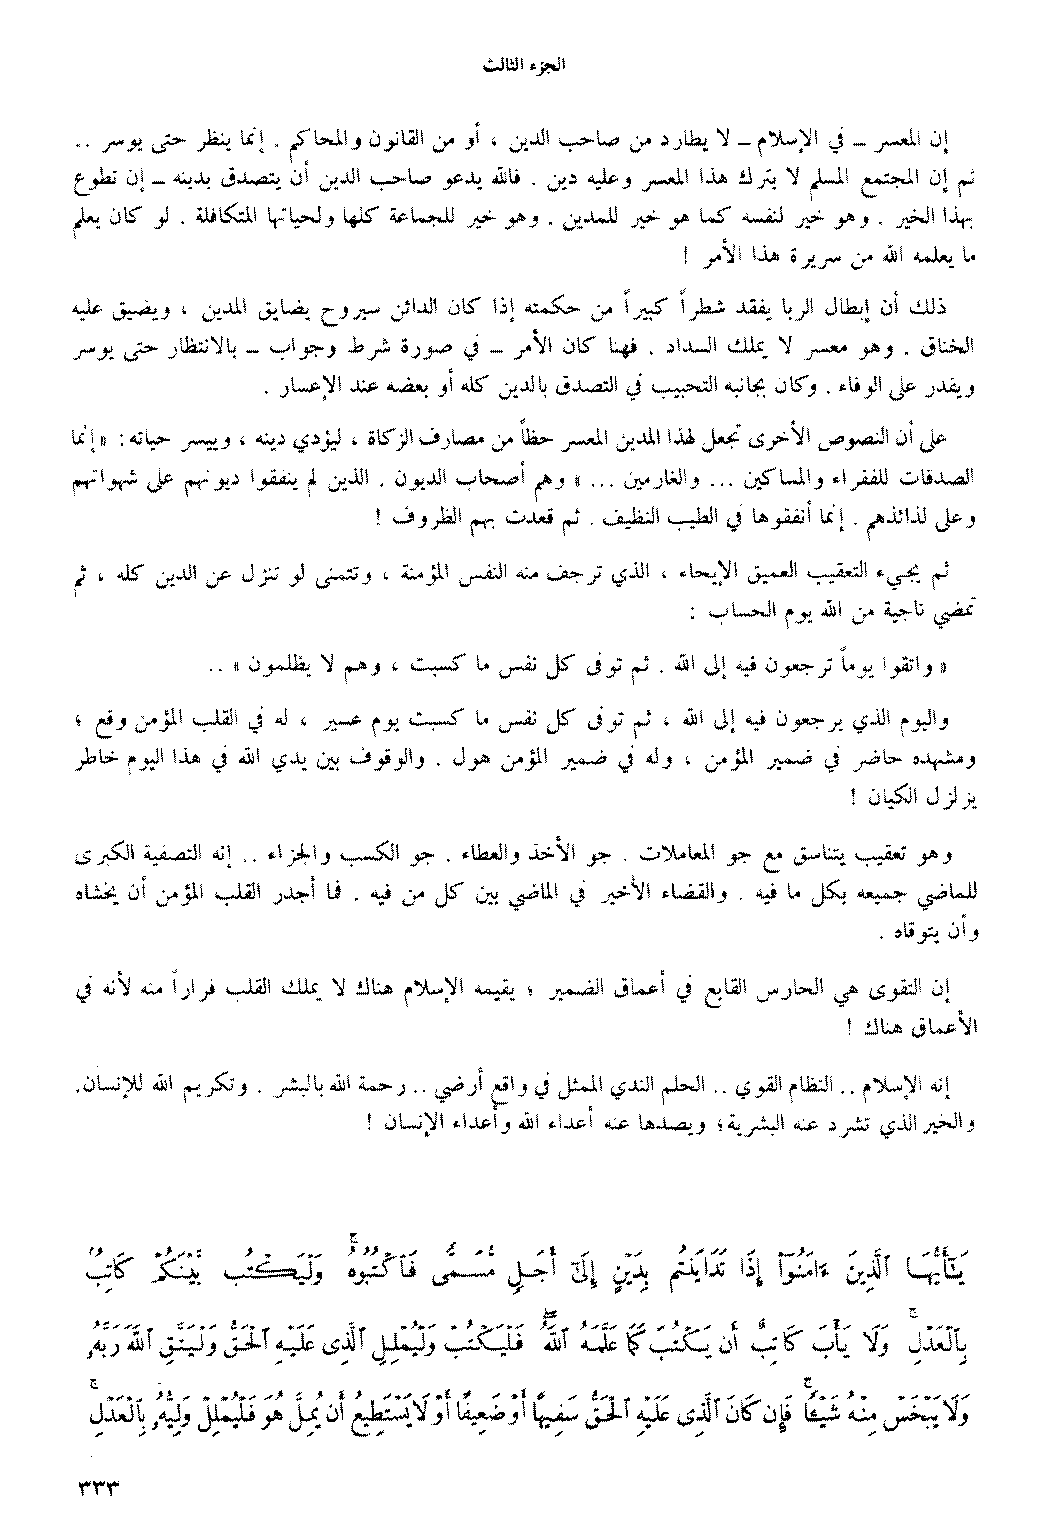 الجزء الثالث
إن المعسر – في الإسلام – لا يطارد من صاحب الدين ، أو من القانون والمحاكم . إنما ينظر حتى يوسر ..
ثم إن المجتمع المسلم لا يترك هذا المعسر وعليه دين . فالله يدعو صاحب الدين أن يتصدق بدينه – إن تطوع
بهذا الخير . وهو خير لنفسه كما هو خير للمدين . وهو خير للجماعة كلها ولحياتها المتكافلة . لو كان يعلم
ما يعلمه الله من سريرة هذا الأمر !
ذلك أن إبطال الربا يفقد شطراً كبيراً من حكمته إذا كان الدائن سيروح يضايق المدين ، ويضيق عليه
الخناق . وهو معسر لا يملك السداد . فهنا كان الأمر – في صورة شرط وجواب – بالانتظار حتى يوسر
ويقدر على الوفاء . وكان بجانبه التحبيب في التصدق بالدين كله أو بعضه عند الإعسار .
على أن النصوص الأخرى تجعل لهذا المدين المعسر حظاً من مصارف الزكاة ، ليؤدي دينه ، وييسر حياته : « إنما
الصدقات للفقراء والمساكين ... والغارمين ... » وهم أصحاب الديون . الذين لم ينفقوا ديونهم على شهواتهم
وعلى لذائذهم . إنما أنفقوها في الطيب النظيف . ثم قعدت بهم الظروف !
ثم يجيء التعقيب العميق الإيحاء ، الذي ترجف منه النفس المؤمنة ، وتتمنى لو تنزل عن الدين كله ، ثم
تمضي ناجية من الله يوم الحساب :
« واتقوا يوماً ترجعون فيه إلى الله . ثم توفى كل نفس ما كسبت ، وهم لا يظلمون » ..
واليوم الذي يرجعون فيه إلى الله ، ثم توفى كل نفس ما كسبت يوم عسير ، له في القلب المؤمن وقع ؛
ومشهده حاضر في ضمير المؤمن ، وله في ضمير المؤمن هول . والوقوف بين يدي الله في هذا اليوم خاطر
يزلزل الكيان !
وهو تعقيب يتناسق مع جو المعاملات . جو الأخذ والعطاء . جو الكسب والجزاء .. إنه التصفية الكبرى
للماضي جميعه بكل ما فيه . والقضاء الأخير في الماضي بين كل من فيه . فما أجدر القلب المؤمن أن يخشاه
وأن يتوقاه .
إن التقوى هي الحارس القابع في أعماق الضمير ؛ يقيمه الإسلام هناك لا يملك القلب فراراً منه لأنه في
الأعماق هناك !
إنه الإسلام .. النظام القوي .. الحلم الندي الممثل في واقع أرضي .. رحمة الله بالبشر . وتكريم الله للإنسان.
والخير الذي تشرد عنه البشرية؛ ويصدها عنه أعداء الله وأعداء الإنسان !
يَـٰٓأَيُّهَا ٱلَّذِينَ ءَامَنُوٓا۟ إِذَا تَدَايَنتُم بِدَيْنٍ إِلَىٰٓ أَجَلٍ مُّسَمًّى فَٱكْتُبُوهُ ۚ وَلْيَكْتُب بَّيْنَكُمْ كَاتِبٌۢ
بِٱلْعَدْلِ ۚ وَلَا يَأْبَ كَاتِبٌ أَن يَكْتُبَ كَمَا عَلَّمَهُ ٱللَّهُ ۚ فَلْيَكْتُبْ وَلْيُمْلِلِ ٱلَّذِى عَلَيْهِ ٱلْحَقُّ وَلْيَتَّقِ ٱللَّهَ رَبَّهُۥ
وَلَا يَبْخَسْ مِنْهُ شَيْـًٔا ۚ فَإِن كَانَ ٱلَّذِى عَلَيْهِ ٱلْحَقُّ سَفِيهًا أَوْ ضَعِيفًا أَوْ لَا يَسْتَطِيعُ أَن يُمِلَّ هُوَ فَلْيُمْلِلْ وَلِيُّهُۥ بِٱلْعَدْلِ ۚ
٣٣٣